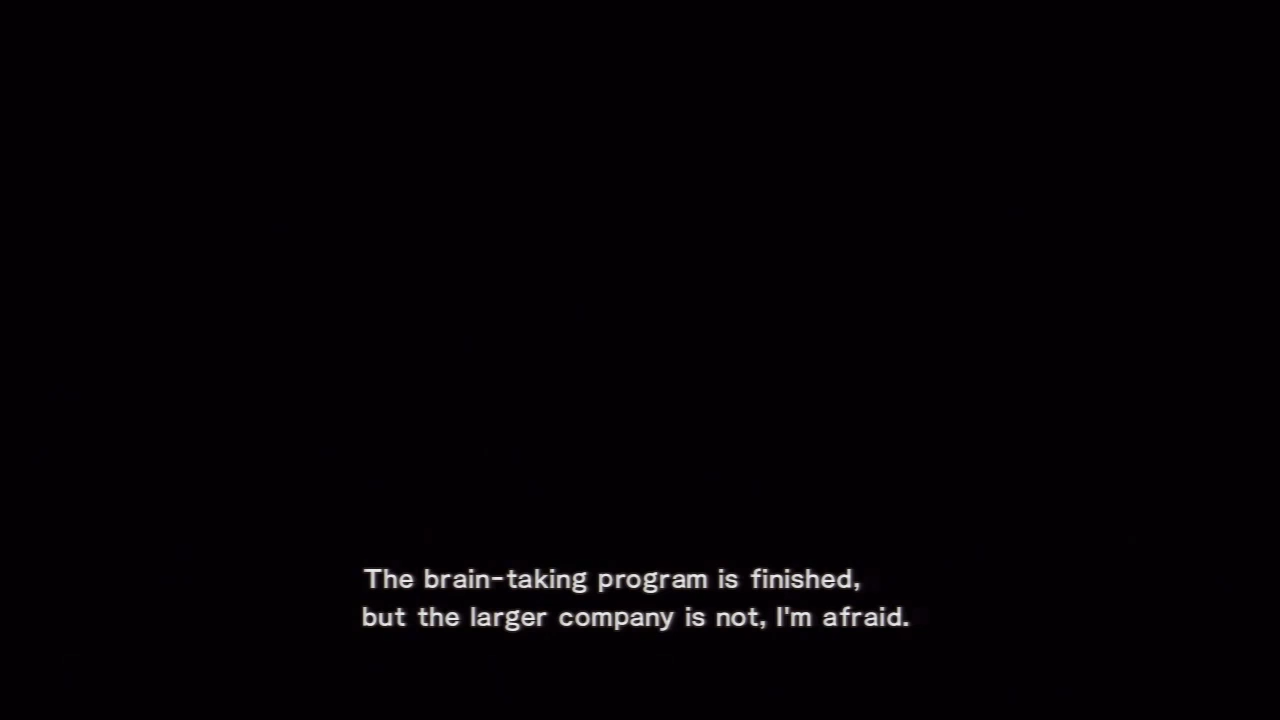 The brain-taking program is finished,
but the larger company is not, I'm afraid.